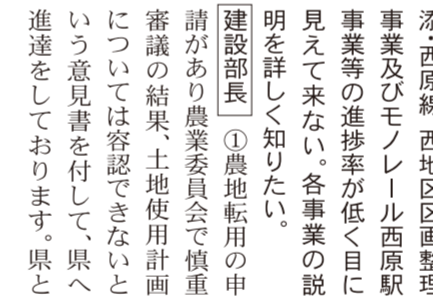 添・西原線、西地区区画整理
事業及びモノレール西原駅
事業等の進捗率が低く目に
見えて来ない。各事業の説
明を詳しく知りたい。
建設部長 ①農地転用の申
請があり農業委員会で慎重
審議の結果、土地使用計画
については容認できないと
いう意見書を付して、県へ
進達をしております。県と